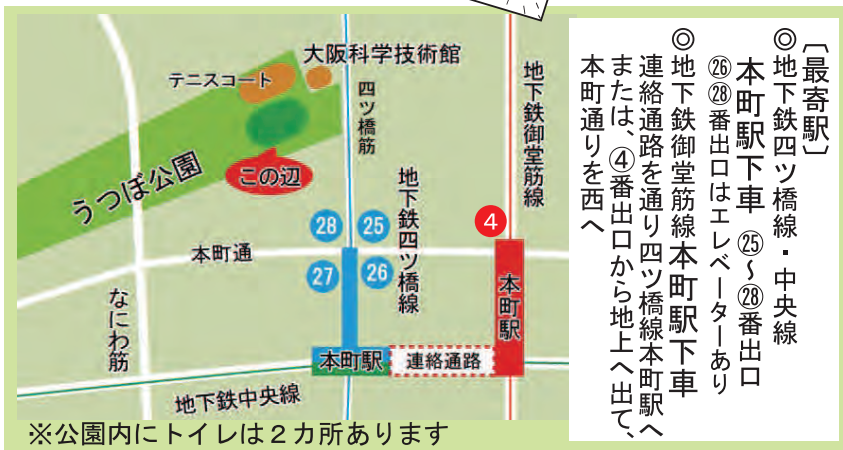 大阪科学技術館
テニスコート
四ツ橋筋
地下鉄御堂筋線
うつぼ公園
この辺
地下鉄四ツ橋線
28
25
4
本町通
27
26
なにわ筋
本町駅
本町駅
連絡通路
地下鉄中央線
※公園内にトイレは2カ所あります
〔最寄駅〕
◎地下鉄四ツ橋線・中央線
本町駅下車 ㉕~㉘番出口
㉖㉘番出口はエレベーターあり
◎地下鉄御堂筋線本町駅下車
連絡通路を通り四ツ橋線本町駅へ
または、④番出口から地上へ出て、
本町通りを西へ